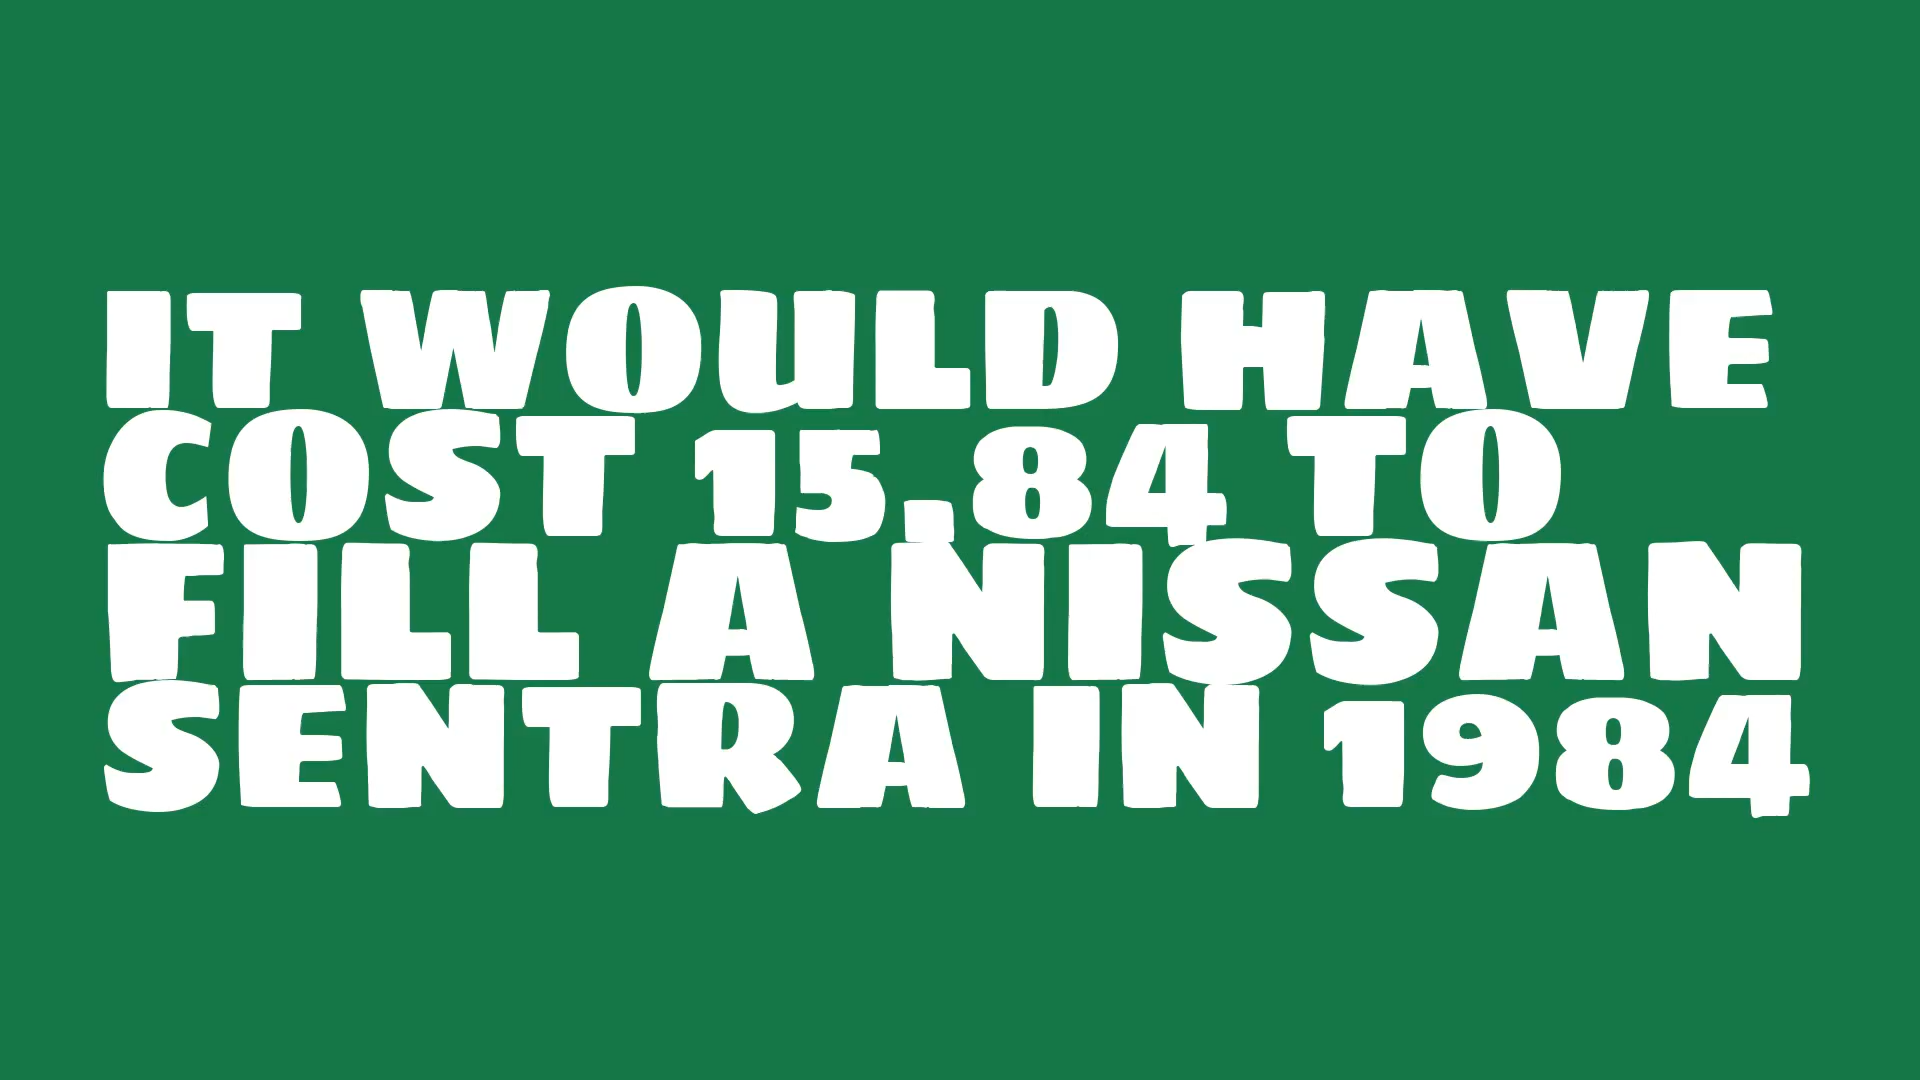 IT WOULD HAVE
COST 15.84 TO
FILL A NISSAN
SENTRA IN 1984